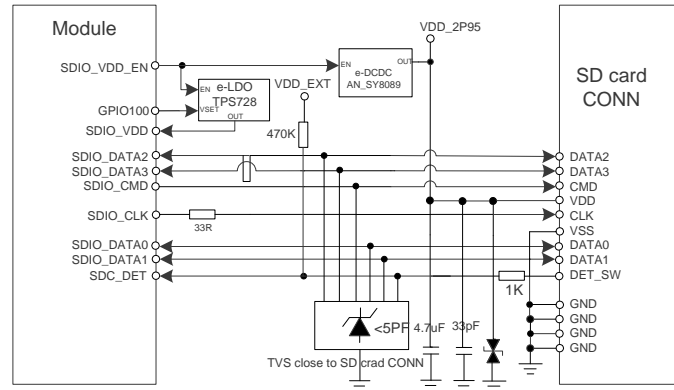 Module
SDIO_VDD_EN
GPIO100
SDIO_VDD
SDIO_DATA2
SDIO_DATA3
SDIO_CMD
SDIO_CLK
SDIO_DATA0
SDIO_DATA1
SDC_DET
EN
e-LDO
TPS728
VSET
OUT
VDD_EXT
470K
33R
EN
e-DCDC
AN_SY8089
OUT
VDD_2P95
<5PF
TVS close to SD crad CONN
4.7uF
33pF
1K
SD card
CONN
DATA2
DATA3
CMD
VDD
CLK
VSS
DATA0
DATA1
DET_SW
GND
GND
GND
GND